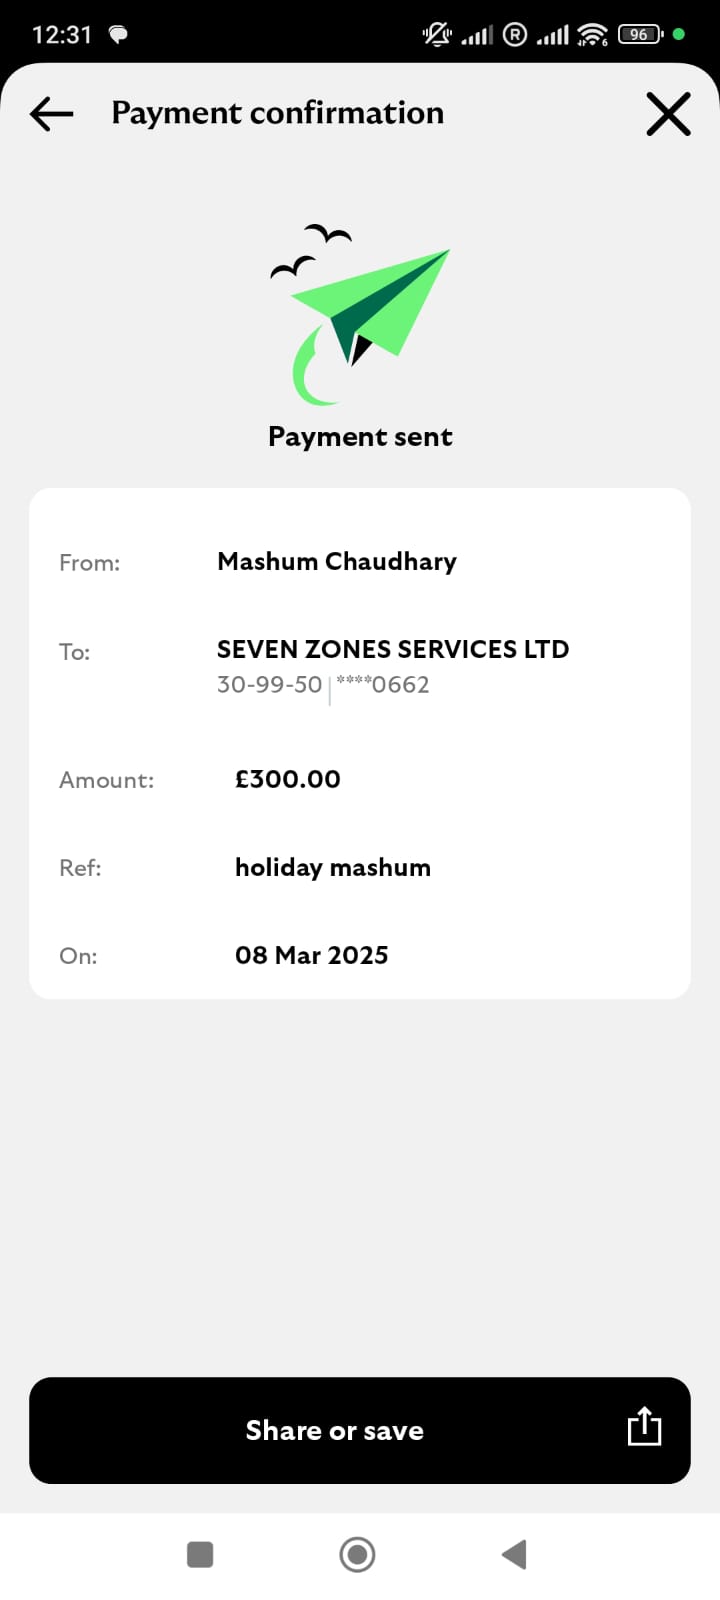 12:31
R
6
96
Payment confirmation
Payment sent
From: Mashum Chaudhary
To: SEVEN ZONES SERVICES LTD
30-99-50 | ****0662
Amount: £300.00
Ref: holiday mashum
On: 08 Mar 2025
Share or save